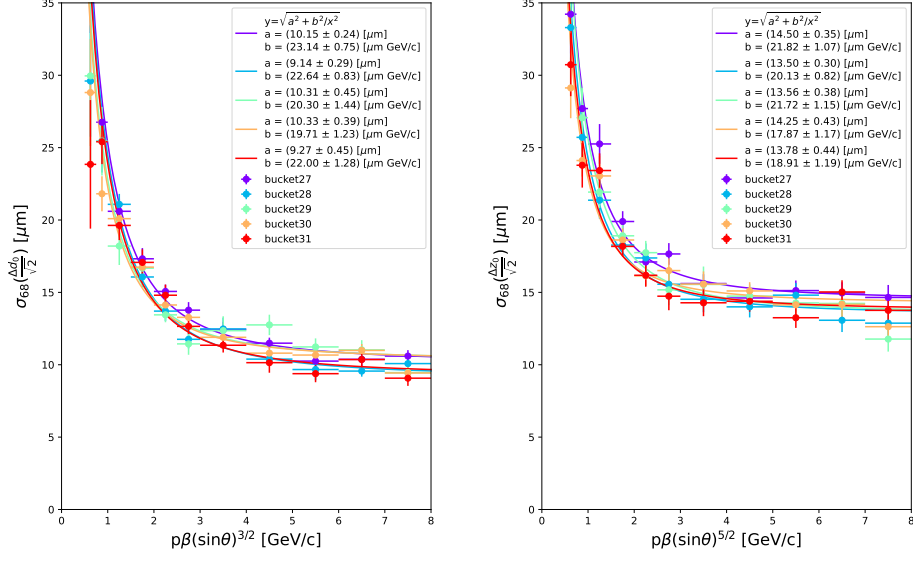 y=√a² + b²/x²
a = (10.15 ± 0.24) [μm]
b = (23.14 ± 0.75) [μm GeV/c]
a = (9.14 ± 0.29) [μm]
b = (22.64 ± 0.83) [μm GeV/c]
a = (10.31 ± 0.45) [μm]
b = (20.30 ± 1.44) [μm GeV/c]
a = (10.33 ± 0.39) [μm]
b = (19.71 ± 1.23) [μm GeV/c]
a = (9.27 ± 0.45) [μm]
b = (22.00 ± 1.28) [μm GeV/c]
bucket27
bucket28
bucket29
bucket30
bucket31
σ68(Δd0/√2) [μm]
35
30
25
20
15
10
5
0
0 1 2 3 4 5 6 7 8
pβ(sinθ)^3/2 [GeV/c]
y=√a² + b²/x²
a = (14.50 ± 0.35) [μm]
b = (21.82 ± 1.07) [μm GeV/c]
a = (13.50 ± 0.30) [μm]
b = (20.13 ± 0.82) [μm GeV/c]
a = (13.56 ± 0.38) [μm]
b = (21.72 ± 1.15) [μm GeV/c]
a = (14.25 ± 0.43) [μm]
b = (17.87 ± 1.17) [μm GeV/c]
a = (13.78 ± 0.44) [μm]
b = (18.91 ± 1.19) [μm GeV/c]
bucket27
bucket28
bucket29
bucket30
bucket31
σ68(Δz0/√2) [μm]
35
30
25
20
15
10
5
0
0 1 2 3 4 5 6 7 8
pβ(sinθ)^5/2 [GeV/c]